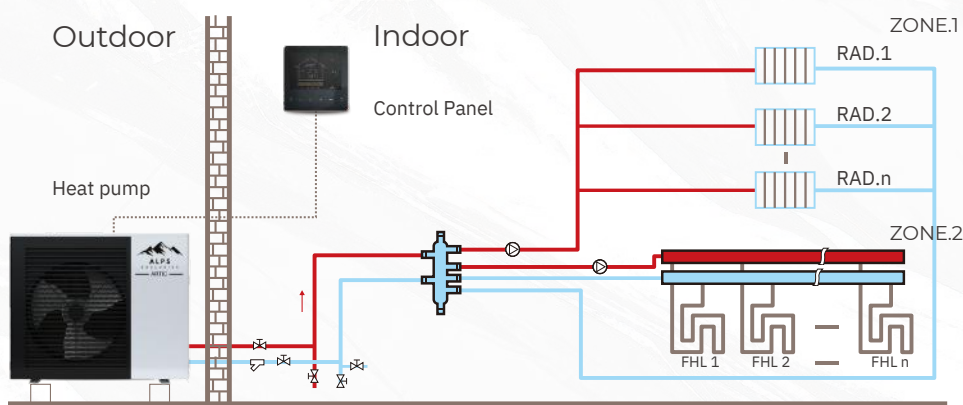 Outdoor
Indoor
ZONE.1
RAD.1
Control Panel
RAD.2
RAD.n
Heat pump
ZONE.2
ALPS
ARTIC
FHL 1
FHL 2
FHL n